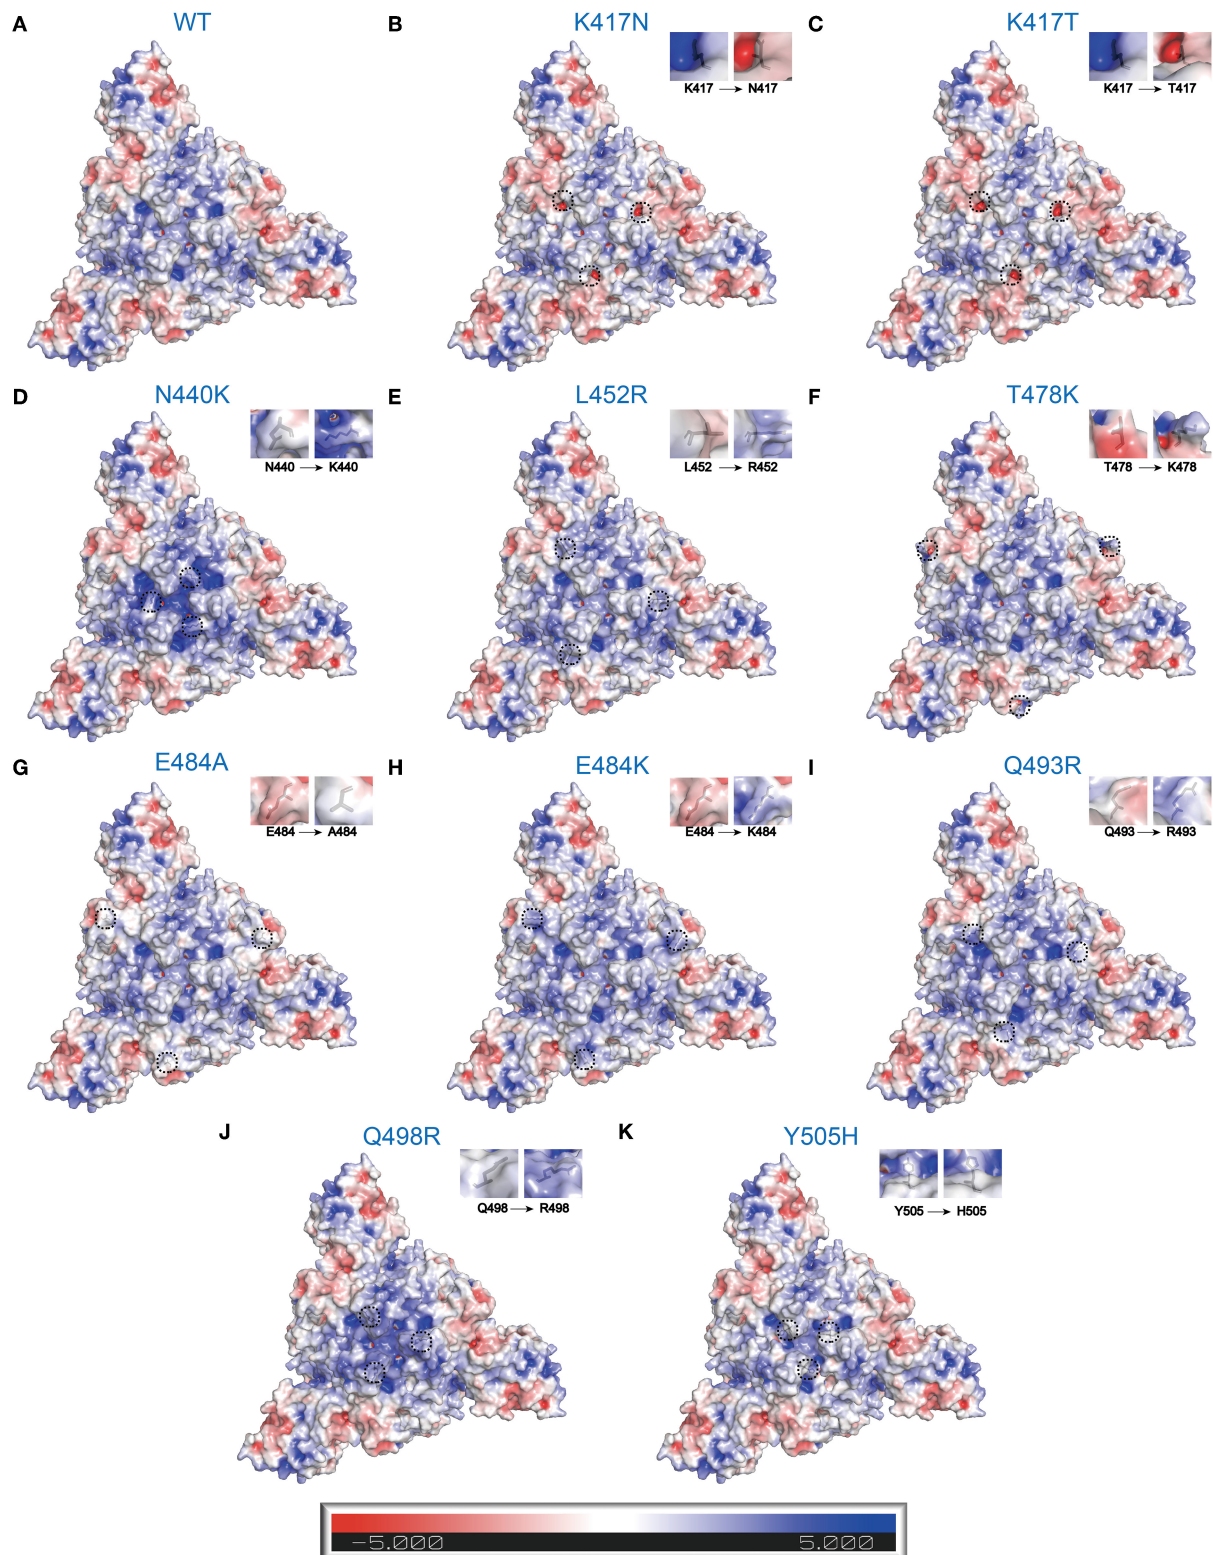 A WT
B K417N
K417 → N417
C K417T
K417 → T417
D N440K
N440 → K440
E L452R
L452 → R452
F T478K
T478 → K478
G E484A
E484 → A484
H E484K
E484 → K484
I Q493R
Q493 → R493
J Q498R
Q498 → R498
K Y505H
Y505 → H505
-5.000 5.000